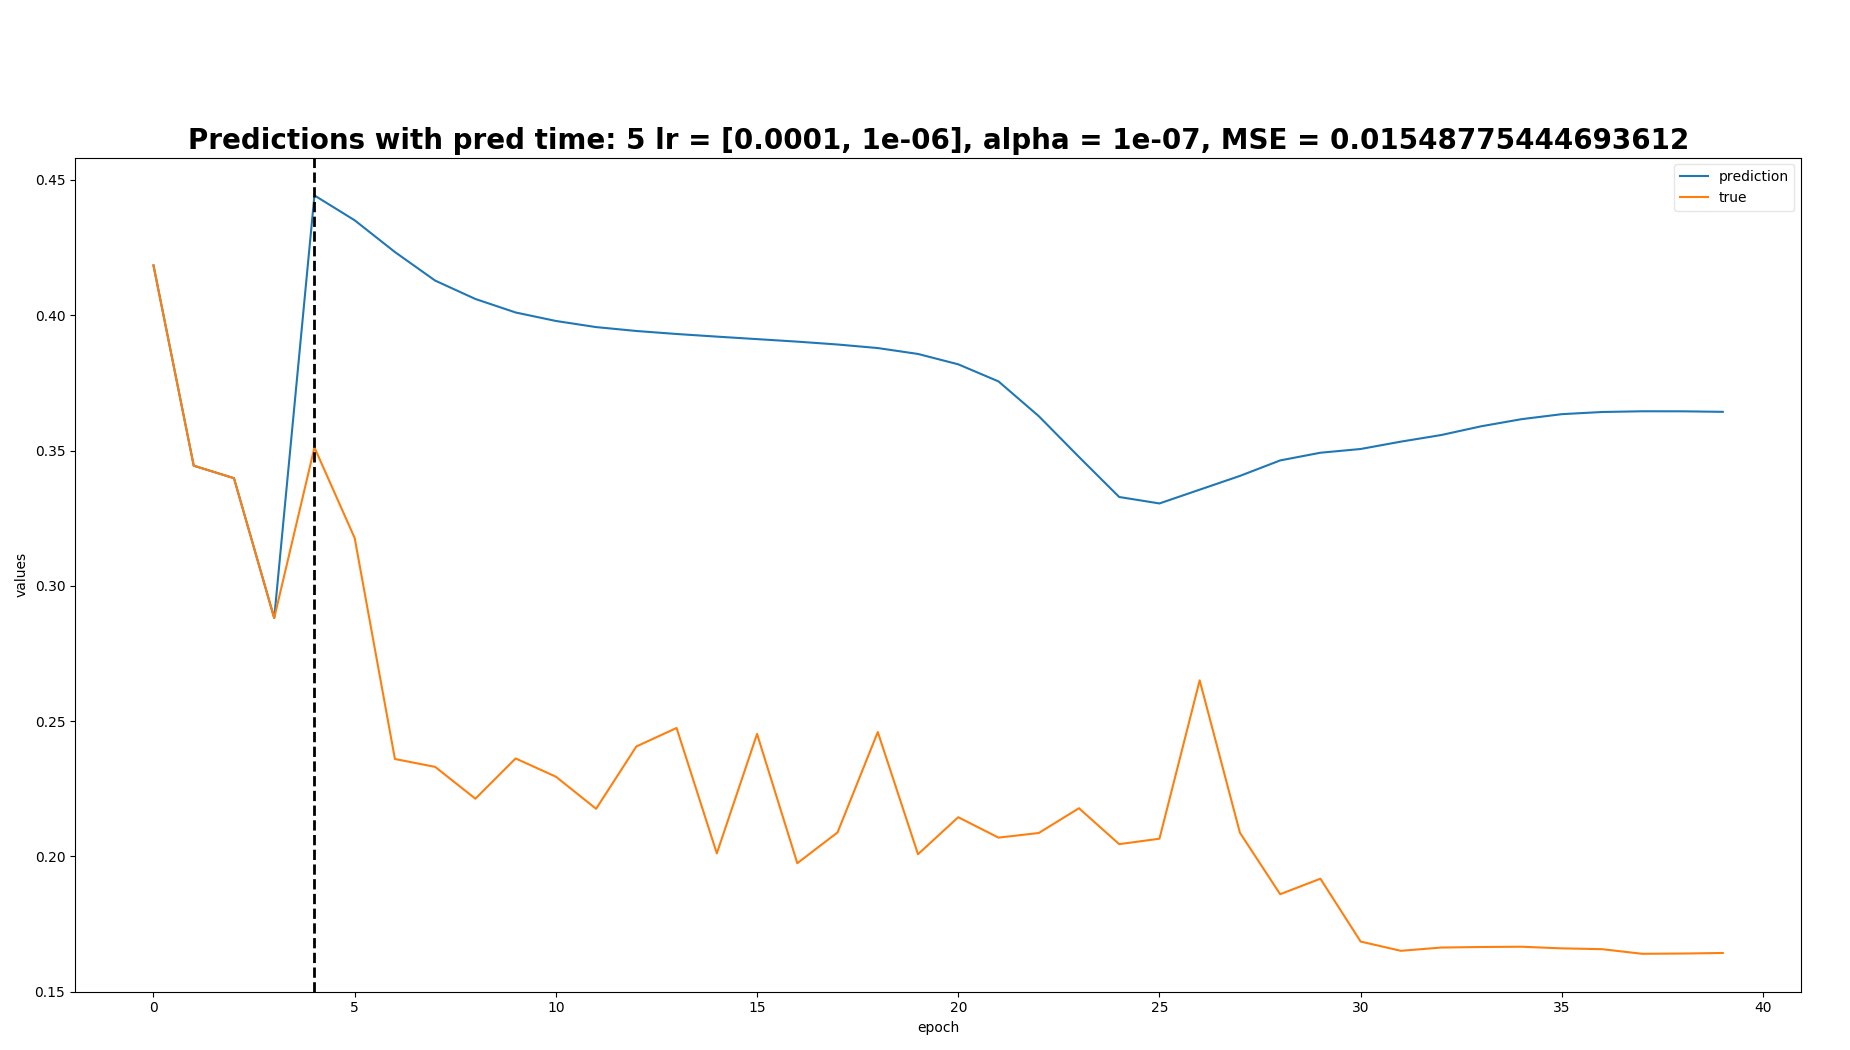 Predictions with pred time: 5 lr = [0.0001, 1e-06], alpha = 1e-07, MSE = 0.01548775444693612
prediction
true
0.45
0.40
0.35
0.30
0.25
0.20
0.15
values
0 5 10 15 20 25 30 35 40
epoch